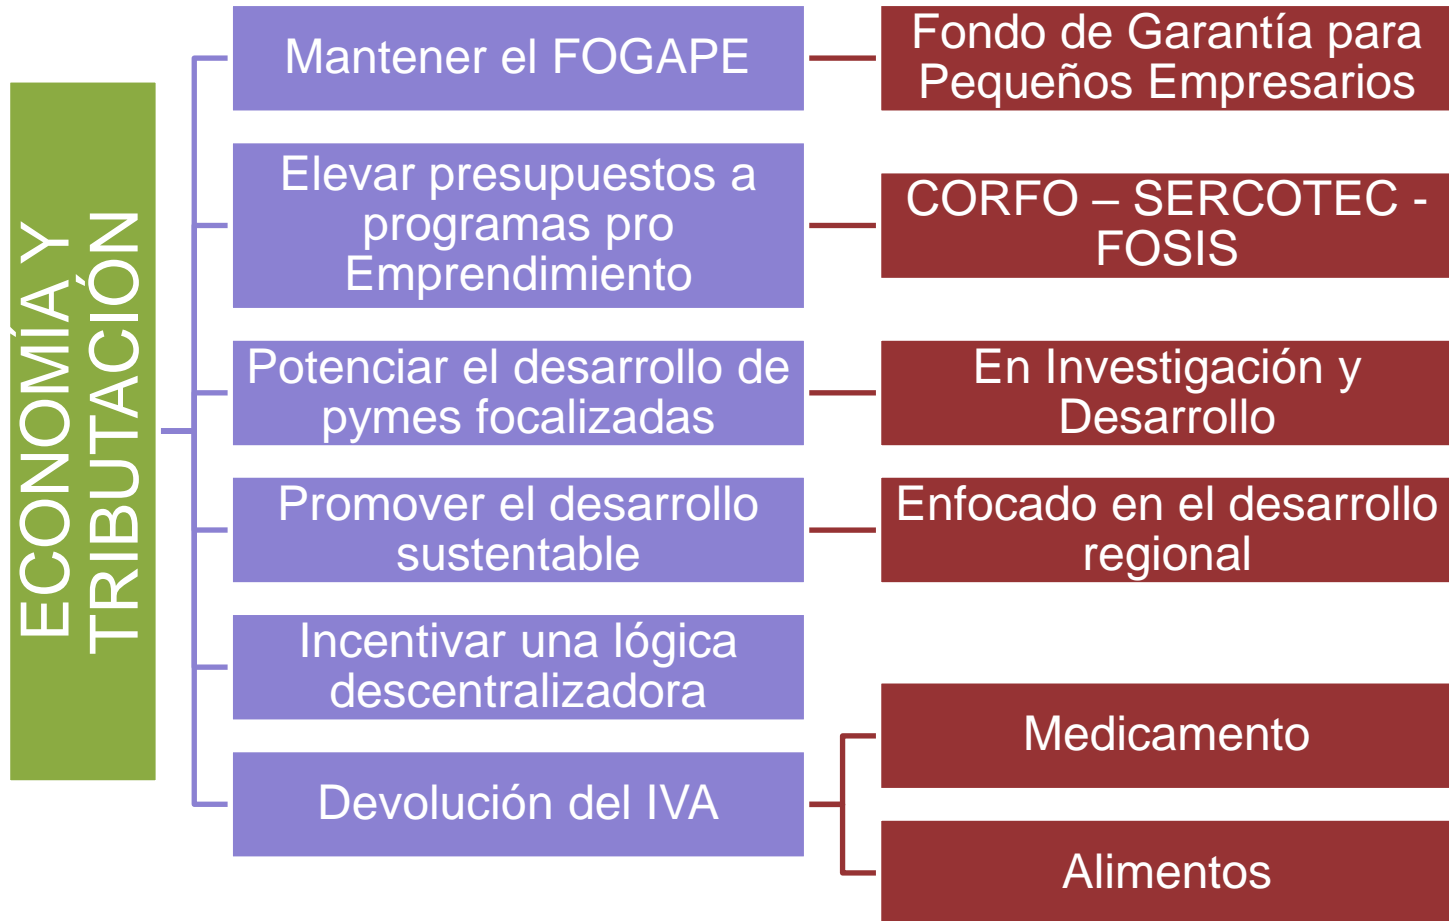 ECONOMÍA Y
TRIBUTACIÓN
Mantener el FOGAPE
Fondo de Garantía para
Pequeños Empresarios
Elevar presupuestos a
programas pro
Emprendimiento
CORFO – SERCOTEC -
FOSIS
Potenciar el desarrollo de
pymes focalizadas
En Investigación y
Desarrollo
Promover el desarrollo
sustentable
Enfocado en el desarrollo
regional
Incentivar una lógica
descentralizadora
Devolución del IVA
Medicamento
Alimentos